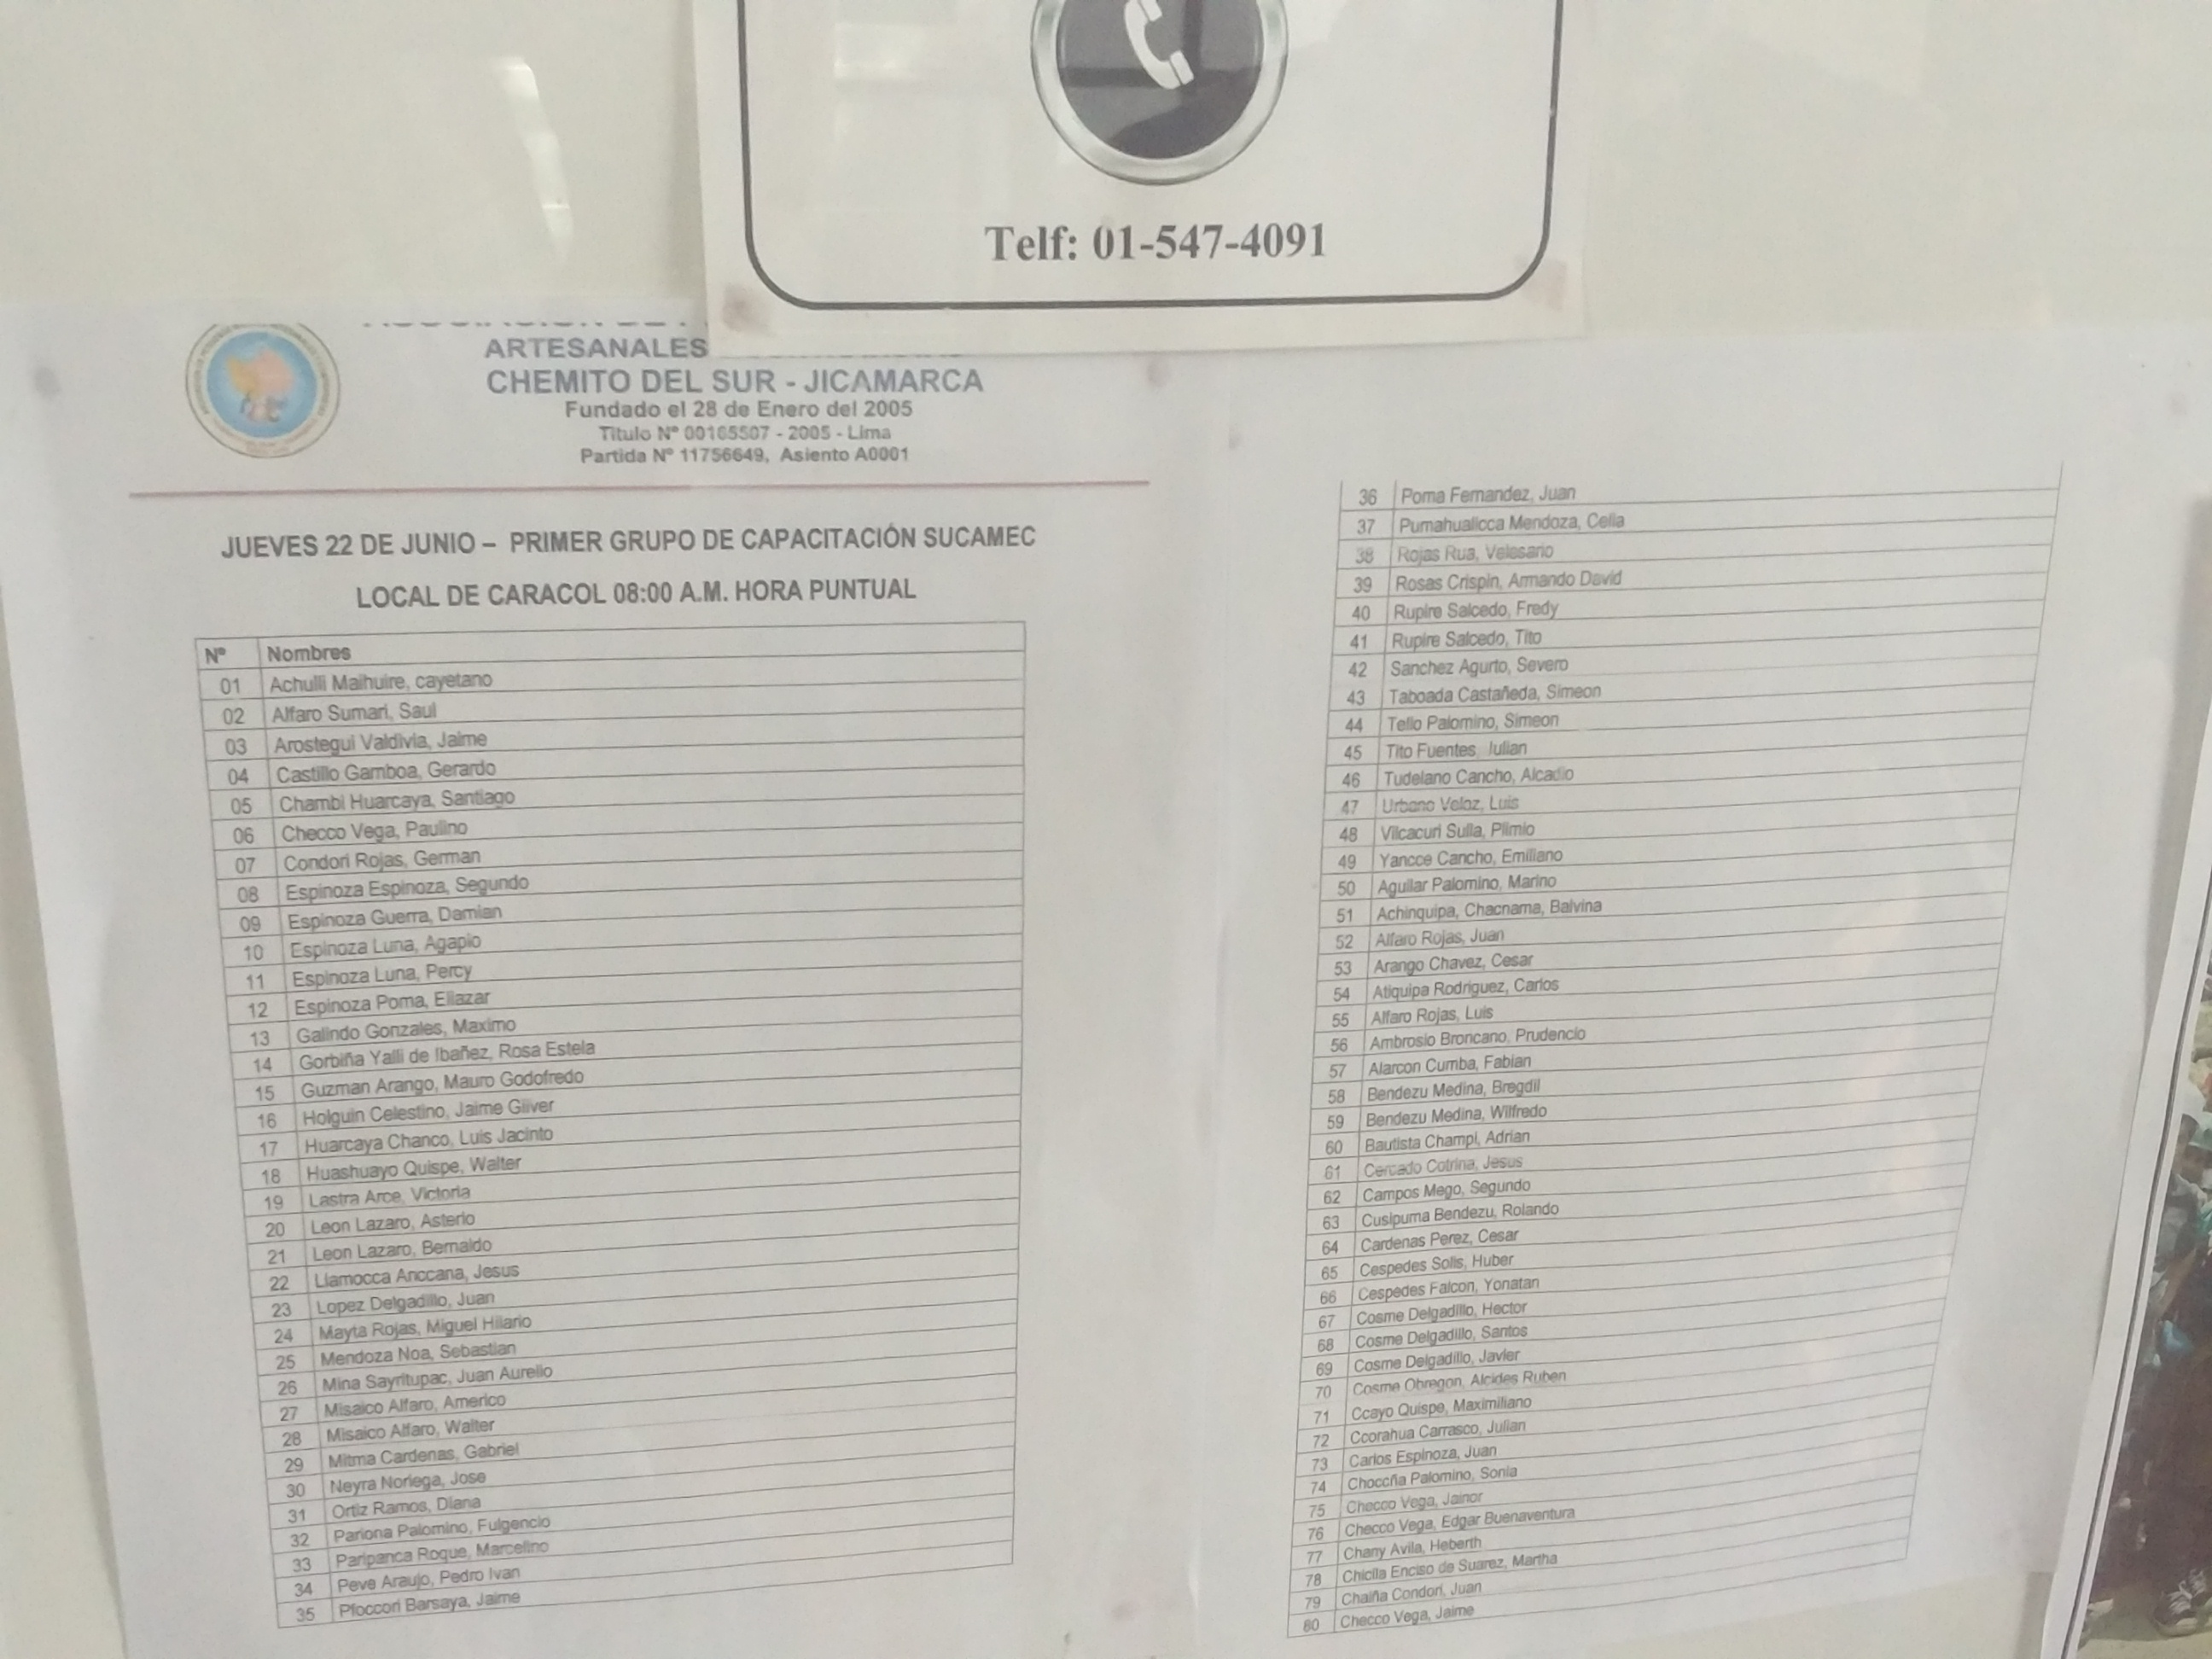 Telf: 01-547-4091
ARTESANALES
CHEMITO DEL SUR - JICAMARCA
Fundado el 28 de Enero del 2005
Titulo Nº 00165507 - 2005 - Lima
Partida Nº 11756649, Asiento A0001
JUEVES 22 DE JUNIO – PRIMER GRUPO DE CAPACITACIÓN SUCAMEC
LOCAL DE CARACOL 08:00 A.M. HORA PUNTUAL
Nº Nombres
01 Achulli Maihuire, cayetano
02 Alfaro Sumari, Saul
03 Arostegui Valdivia, Jaime
04 Castillo Gamboa, Gerardo
05 Chambi Huarcaya, Santiago
06 Checco Vega, Paulino
07 Condori Rojas, German
08 Espinoza Espinoza, Segundo
09 Espinoza Guerra, Damian
10 Espinoza Luna, Agapio
11 Espinoza Luna, Percy
12 Espinoza Poma, Eliazar
13 Galindo Gonzales, Maximo
14 Gorbiña Yalli de Ibañez, Rosa Estela
15 Guzman Arango, Mauro Godofredo
16 Holguin Celestino, Jaime Gliver
17 Huarcaya Chanco, Luis Jacinto
18 Huashuayo Quispe, Walter
19 Lastra Arce, Victoria
20 Leon Lazaro, Asterio
21 Leon Lazaro, Bernaldo
22 Llamocca Anccana, Jesus
23 Lopez Delgadillo, Juan
24 Mayta Rojas, Miguel Hilario
25 Mendoza Noa, Sebastian
26 Mina Sayritupac, Juan Aurelio
27 Misaico Alfaro, Americo
28 Misaico Alfaro, Walter
29 Mitma Cardenas, Gabriel
30 Neyra Noriega, Jose
31 Ortiz Ramos, Diana
32 Pariona Palomino, Fulgencio
33 Paripanca Roque, Marcelino
34 Peve Araujo, Pedro Ivan
35 Pfoccori Barsaya, Jaime
36 Poma Fernandez, Juan
37 Pumahualicca Mendoza, Celia
38 Rojas Rua, Velesario
39 Rosas Crispin, Armando David
40 Rupire Salcedo, Fredy
41 Rupire Salcedo, Tito
42 Sanchez Agurto, Severo
43 Taboada Castañeda, Simeon
44 Tello Palomino, Simeon
45 Tito Fuentes, Julian
46 Tudelano Cancho, Alcadio
47 Urbano Veloz, Luis
48 Vilcacuri Sulla, Plimio
49 Yancce Cancho, Emiliano
50 Aguilar Palomino, Marino
51 Achinquipa, Chacnama, Balvina
52 Alfaro Rojas, Juan
53 Arango Chavez, Cesar
54 Atiquipa Rodriguez, Carlos
55 Alfaro Rojas, Luis
56 Ambrosio Broncano, Prudencio
57 Alarcon Cumba, Fabian
58 Bendezu Medina, Bregdil
59 Bendezu Medina, Wilfredo
60 Bautista Champi, Adrian
61 Cercado Cotrina, Jesus
62 Campos Mego, Segundo
63 Cusipuma Bendezu, Rolando
64 Cardenas Perez, Cesar
65 Cespedes Solis, Huber
66 Cespedes Falcon, Yonatan
67 Cosme Delgadillo, Hector
68 Cosme Delgadillo, Santos
69 Cosme Delgadillo, Javier
70 Cosme Obregon, Alcides Ruben
71 Ccayo Quispe, Maximiliano
72 Ccorahua Carrasco, Julian
73 Carlos Espinoza, Juan
74 Choccña Palomino, Sonia
75 Checco Vega, Jainor
76 Checco Vega, Edgar Buenaventura
77 Chany Avila, Heberth
78 Chicila Enciso de Suarez, Martha
79 Chaiña Condori, Juan
80 Checco Vega, Jaime